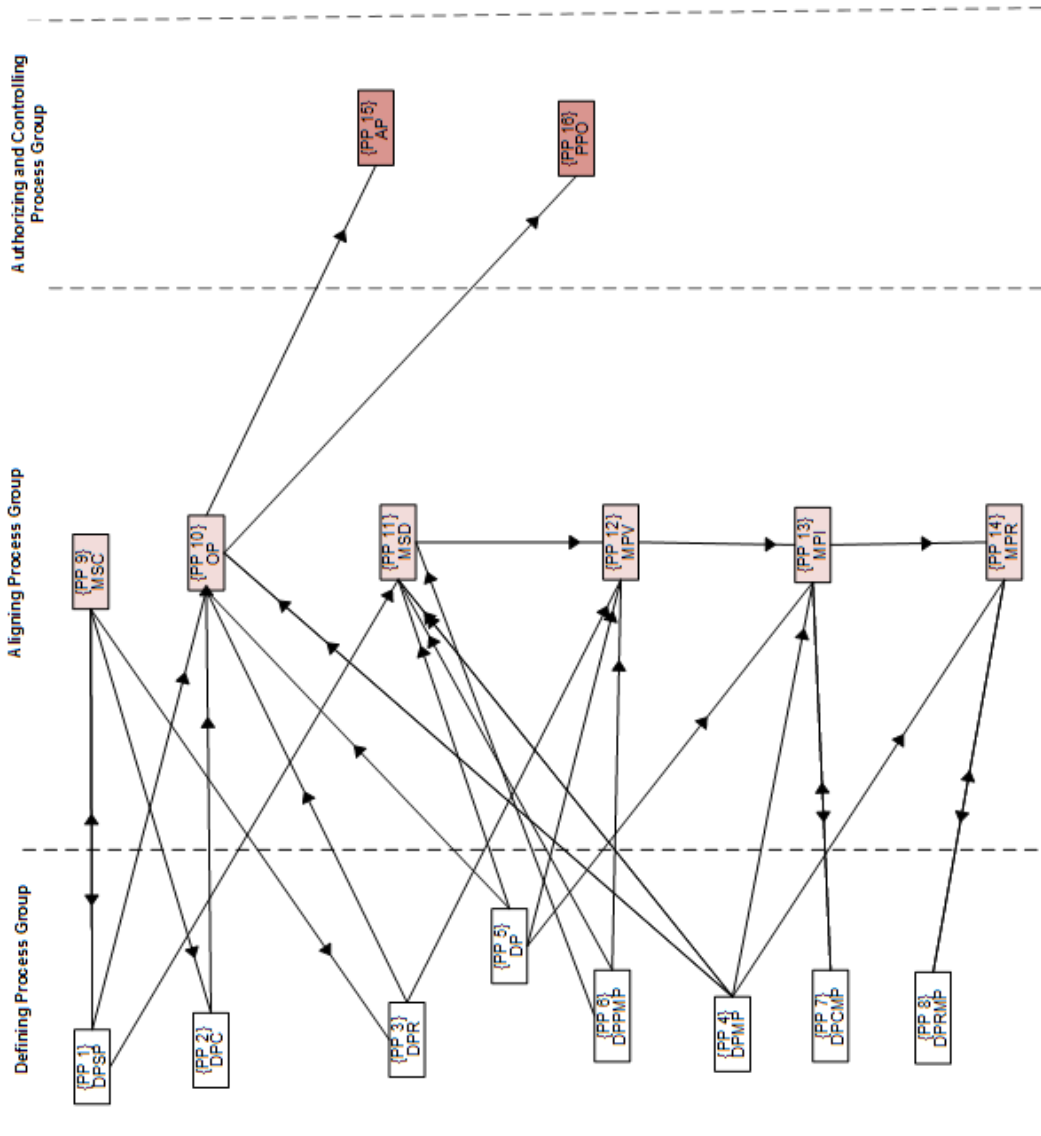 Authorizing and Controlling
Process Group
{PP 15}
AP
{PP 16}
PPO
Aligning Process Group
{PP 9}
MSC
{PP 10}
OP
{PP 11}
MSD
{PP 12}
MPV
{PP 13}
MPI
{PP 14}
MPR
Defining Process Group
{PP 1}
DPSP
{PP 2}
DPC
{PP 3}
DPR
{PP 5}
DP
{PP 6}
DPPMP
{PP 4}
DPMP
{PP 7}
DPCMP
{PP 8}
DPRMP